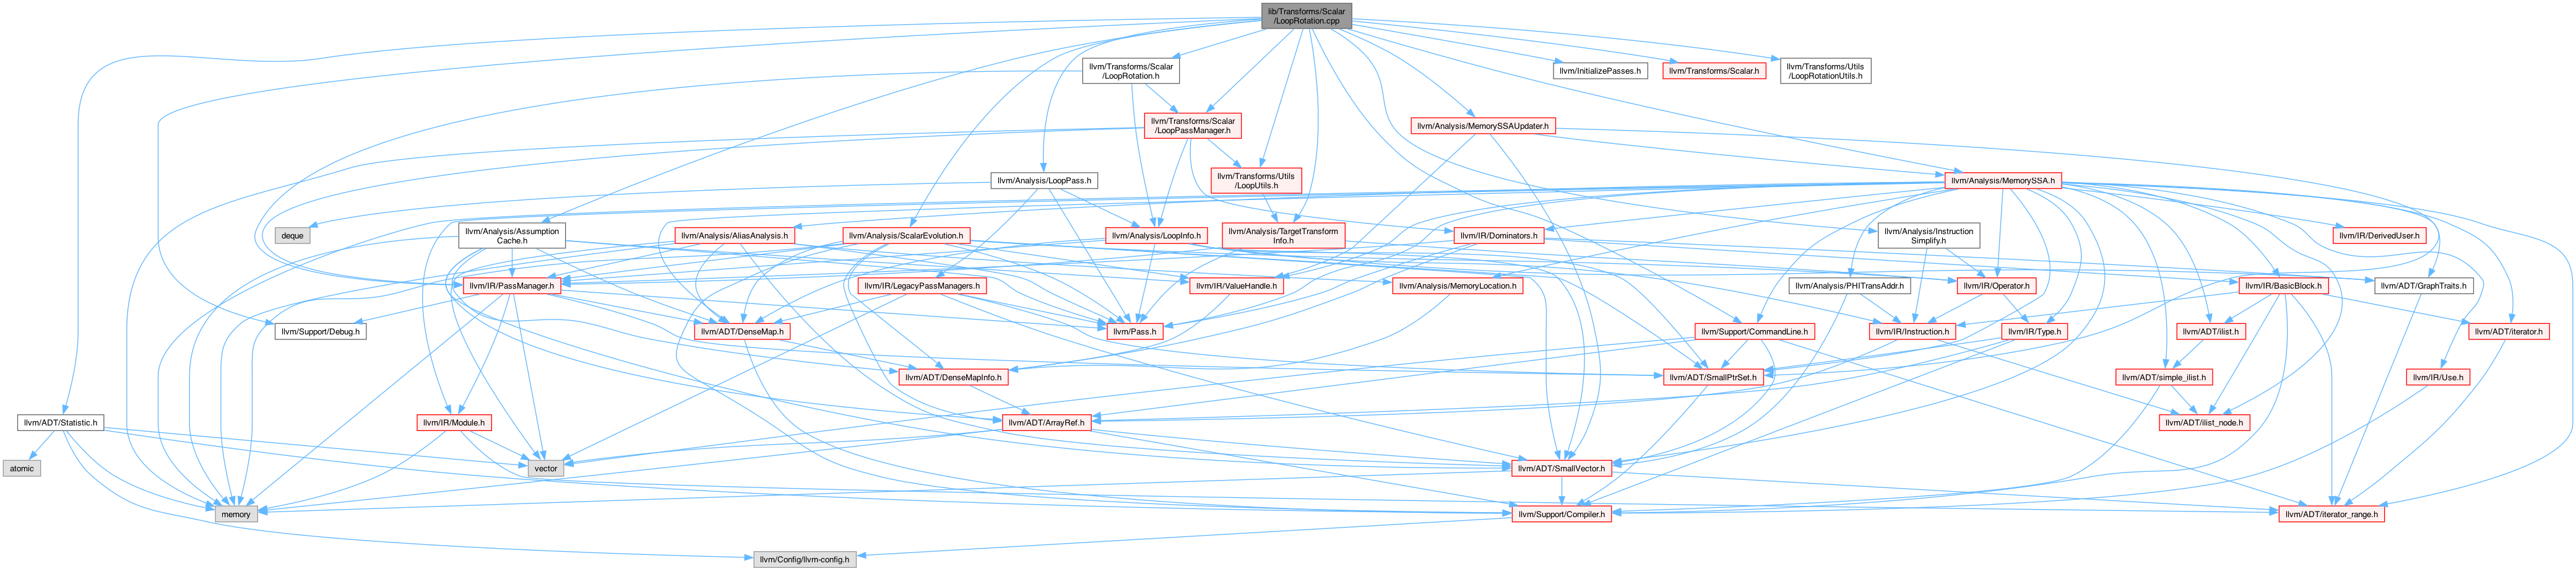 lib/Transforms/Scalar
/LoopRotation.cpp
llvm/Transforms/Scalar
/LoopRotation.h
llvm/InitializePasses.h
llvm/Transforms/Scalar.h
llvm/Transforms/Utils
/LoopRotationUtils.h
llvm/Transforms/Scalar
/LoopPassManager.h
llvm/Analysis/MemorySSAUpdater.h
llvm/Analysis/LoopPass.h
llvm/Transforms/Utils
/LoopUtils.h
llvm/Analysis/MemorySSA.h
deque
llvm/Analysis/Assumption
Cache.h
llvm/Analysis/AliasAnalysis.h
llvm/Analysis/ScalarEvolution.h
llvm/Analysis/LoopInfo.h
llvm/Analysis/TargetTransform
Info.h
llvm/IR/Dominators.h
llvm/Analysis/Instruction
Simplify.h
llvm/IR/DerivedUser.h
llvm/IR/PassManager.h
llvm/IR/LegacyPassManagers.h
llvm/IR/ValueHandle.h
llvm/Analysis/MemoryLocation.h
llvm/Analysis/PHITransAddr.h
llvm/IR/Operator.h
llvm/IR/BasicBlock.h
llvm/ADT/GraphTraits.h
llvm/Support/Debug.h
llvm/ADT/DenseMap.h
llvm/Pass.h
llvm/Support/CommandLine.h
llvm/IR/Instruction.h
llvm/IR/Type.h
llvm/ADT/ilist.h
llvm/ADT/iterator.h
llvm/ADT/DenseMapInfo.h
llvm/ADT/SmallPtrSet.h
llvm/ADT/simple_ilist.h
llvm/IR/Use.h
llvm/ADT/Statistic.h
llvm/IR/Module.h
llvm/ADT/ArrayRef.h
llvm/ADT/ilist_node.h
atomic
vector
llvm/ADT/SmallVector.h
memory
llvm/Support/Compiler.h
llvm/ADT/iterator_range.h
llvm/Config/llvm-config.h